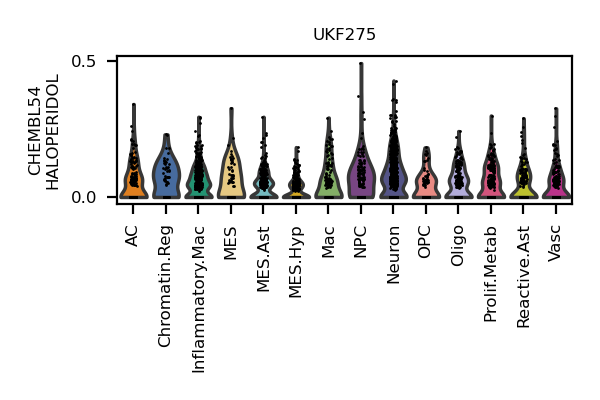 UKF275
CHEMBL54
HALOPERIDOL
0.5
0.0
AC
Chromatin.Reg
Inflammatory.Mac
MES
MES.Ast
MES.Hyp
Mac
NPC
Neuron
OPC
Oligo
Prolif.Metab
Reactive.Ast
Vasc